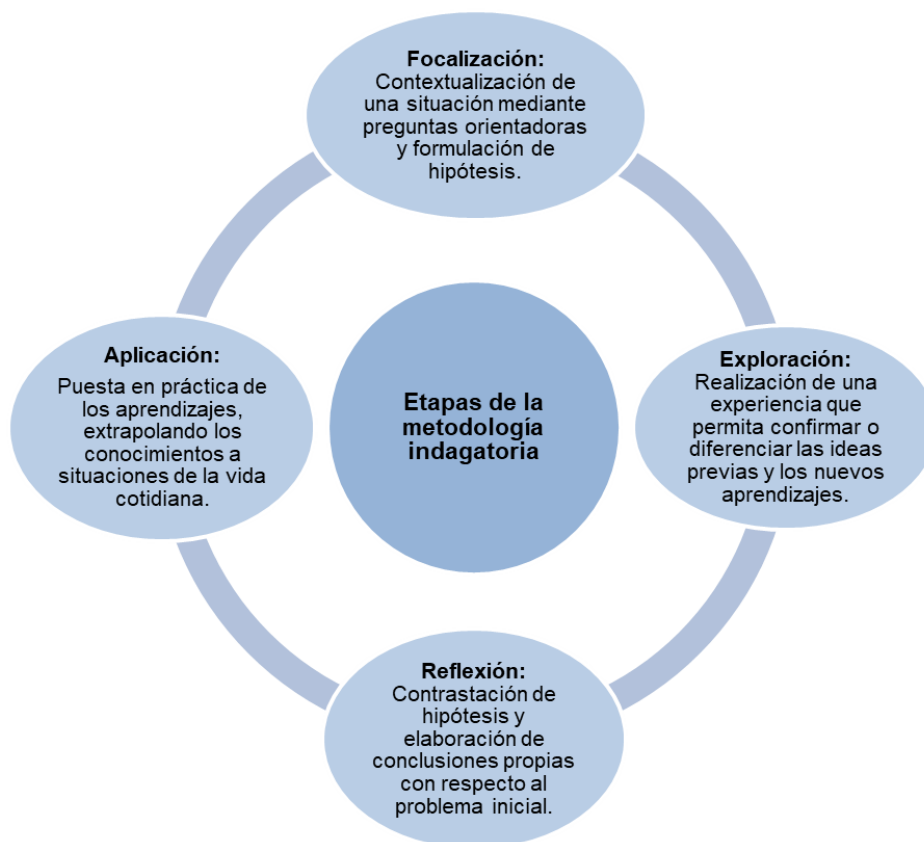 Focalización:
Contextualización de
una situación mediante
preguntas orientadoras
y formulación de
hipótesis.
Exploración:
Realización de una
experiencia que
permita confirmar o
diferenciar las ideas
previas y los nuevos
aprendizajes.
Reflexión:
Contrastación de
hipótesis y
elaboración de
conclusiones propias
con respecto al
problema inicial.
Aplicación:
Puesta en práctica de
los aprendizajes,
extrapolando los
conocimientos a
situaciones de la vida
cotidiana.
Etapas de la
metodología
indagatoria